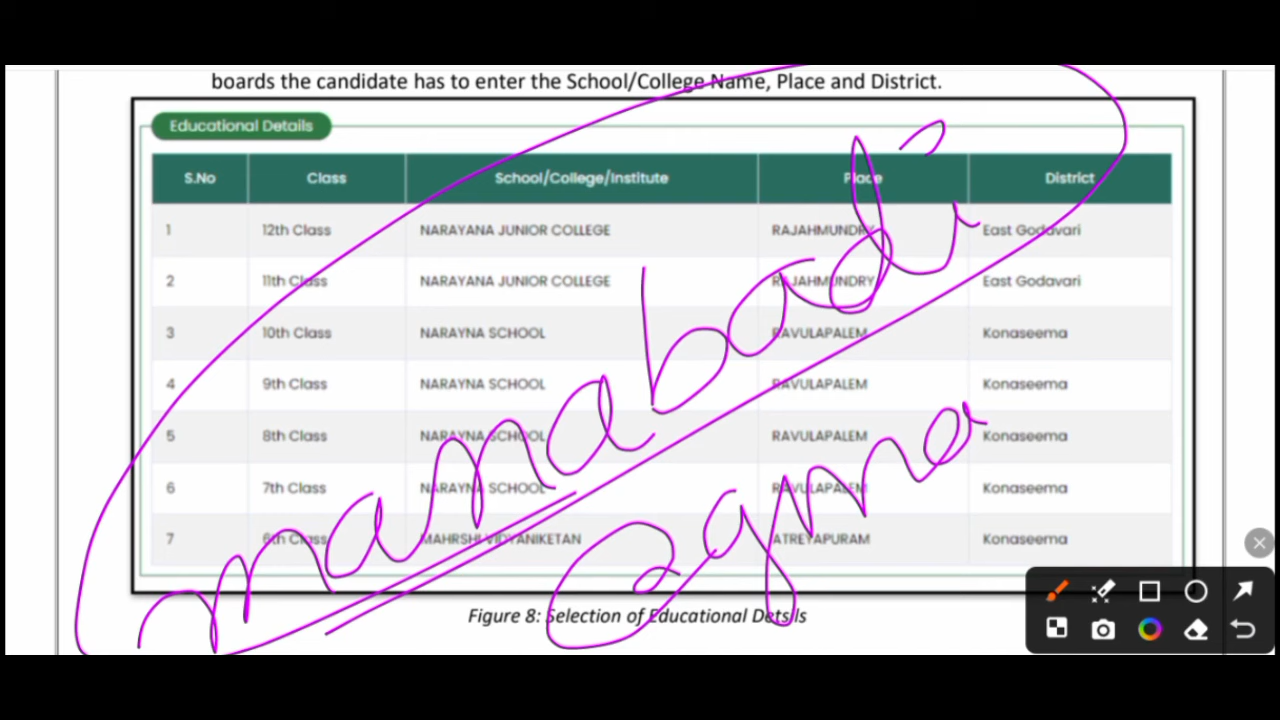 boards the candidate has to enter the School/College Name, Place and District.
Educational Details
S.No Class School/College/Institute Place District
1 12th Class NARAYANA JUNIOR COLLEGE RAJAHMUNDRY East Godavari
2 11th Class NARAYANA JUNIOR COLLEGE RAJAHMUNDRY East Godavari
3 10th Class NARAYNA SCHOOL RAVULAPALEM Konaseema
4 9th Class NARAYNA SCHOOL RAVULAPALEM Konaseema
5 8th Class NARAYNA SCHOOL RAVULAPALEM Konaseema
6 7th Class NARAYNA SCHOOL RAVULAPALEM Konaseema
7 6th Class MAHRSHI VIDYANIKETAN ATREYAPURAM Konaseema
manabadi
Figure 8: Selection of Educational Details